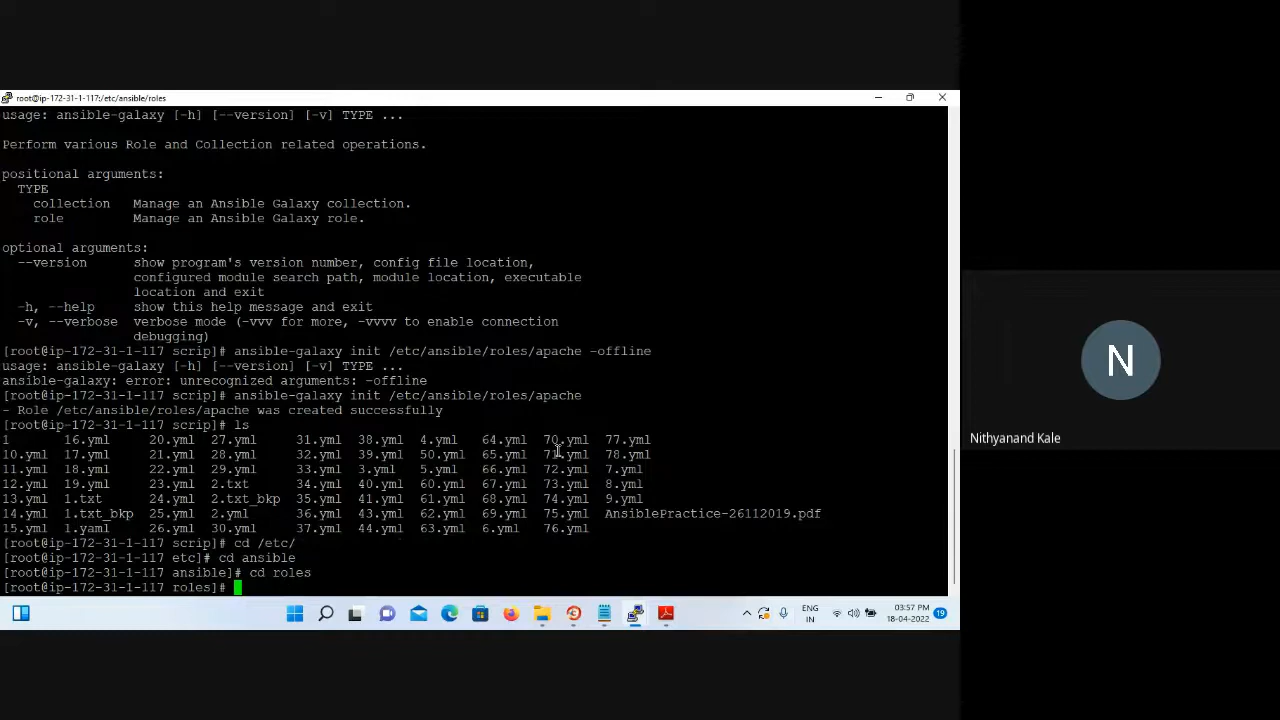 root@ip-172-31-1-117:/etc/ansible/roles
usage: ansible-galaxy [-h] [--version] [-v] TYPE ...
Perform various Role and Collection related operations.
positional arguments:
TYPE
collection Manage an Ansible Galaxy collection.
role Manage an Ansible Galaxy role.
optional arguments:
--version show program's version number, config file location,
configured module search path, module location, executable
location and exit
-h, --help show this help message and exit
-v, --verbose verbose mode (-vvv for more, -vvvv to enable connection
debugging)
[root@ip-172-31-1-117 scrip]# ansible-galaxy init /etc/ansible/roles/apache -offline
usage: ansible-galaxy [-h] [--version] [-v] TYPE ...
ansible-galaxy: error: unrecognized arguments: -offline
[root@ip-172-31-1-117 scrip]# ansible-galaxy init /etc/ansible/roles/apache
- Role /etc/ansible/roles/apache was created successfully
[root@ip-172-31-1-117 scrip]# ls
1 16.yml 20.yml 27.yml 31.yml 38.yml 4.yml 64.yml 70.yml 77.yml
10.yml 17.yml 21.yml 28.yml 32.yml 39.yml 50.yml 65.yml 71.yml 78.yml
11.yml 18.yml 22.yml 29.yml 33.yml 3.yml 5.yml 66.yml 72.yml 7.yml
12.yml 19.yml 23.yml 2.txt 34.yml 40.yml 60.yml 67.yml 73.yml 8.yml
13.yml 1.txt 24.yml 2.txt_bkp 35.yml 41.yml 61.yml 68.yml 74.yml 9.yml
14.yml 1.txt_bkp 25.yml 2.yml 36.yml 43.yml 62.yml 69.yml 75.yml AnsiblePractice-26112019.pdf
15.yml 1.yaml 26.yml 30.yml 37.yml 44.yml 63.yml 6.yml 76.yml
[root@ip-172-31-1-117 scrip]# cd /etc/
[root@ip-172-31-1-117 etc]# cd ansible
[root@ip-172-31-1-117 ansible]# cd roles
[root@ip-172-31-1-117 roles]#
N
Nithyanand Kale
ENG
IN
03:57 PM
18-04-2022
19